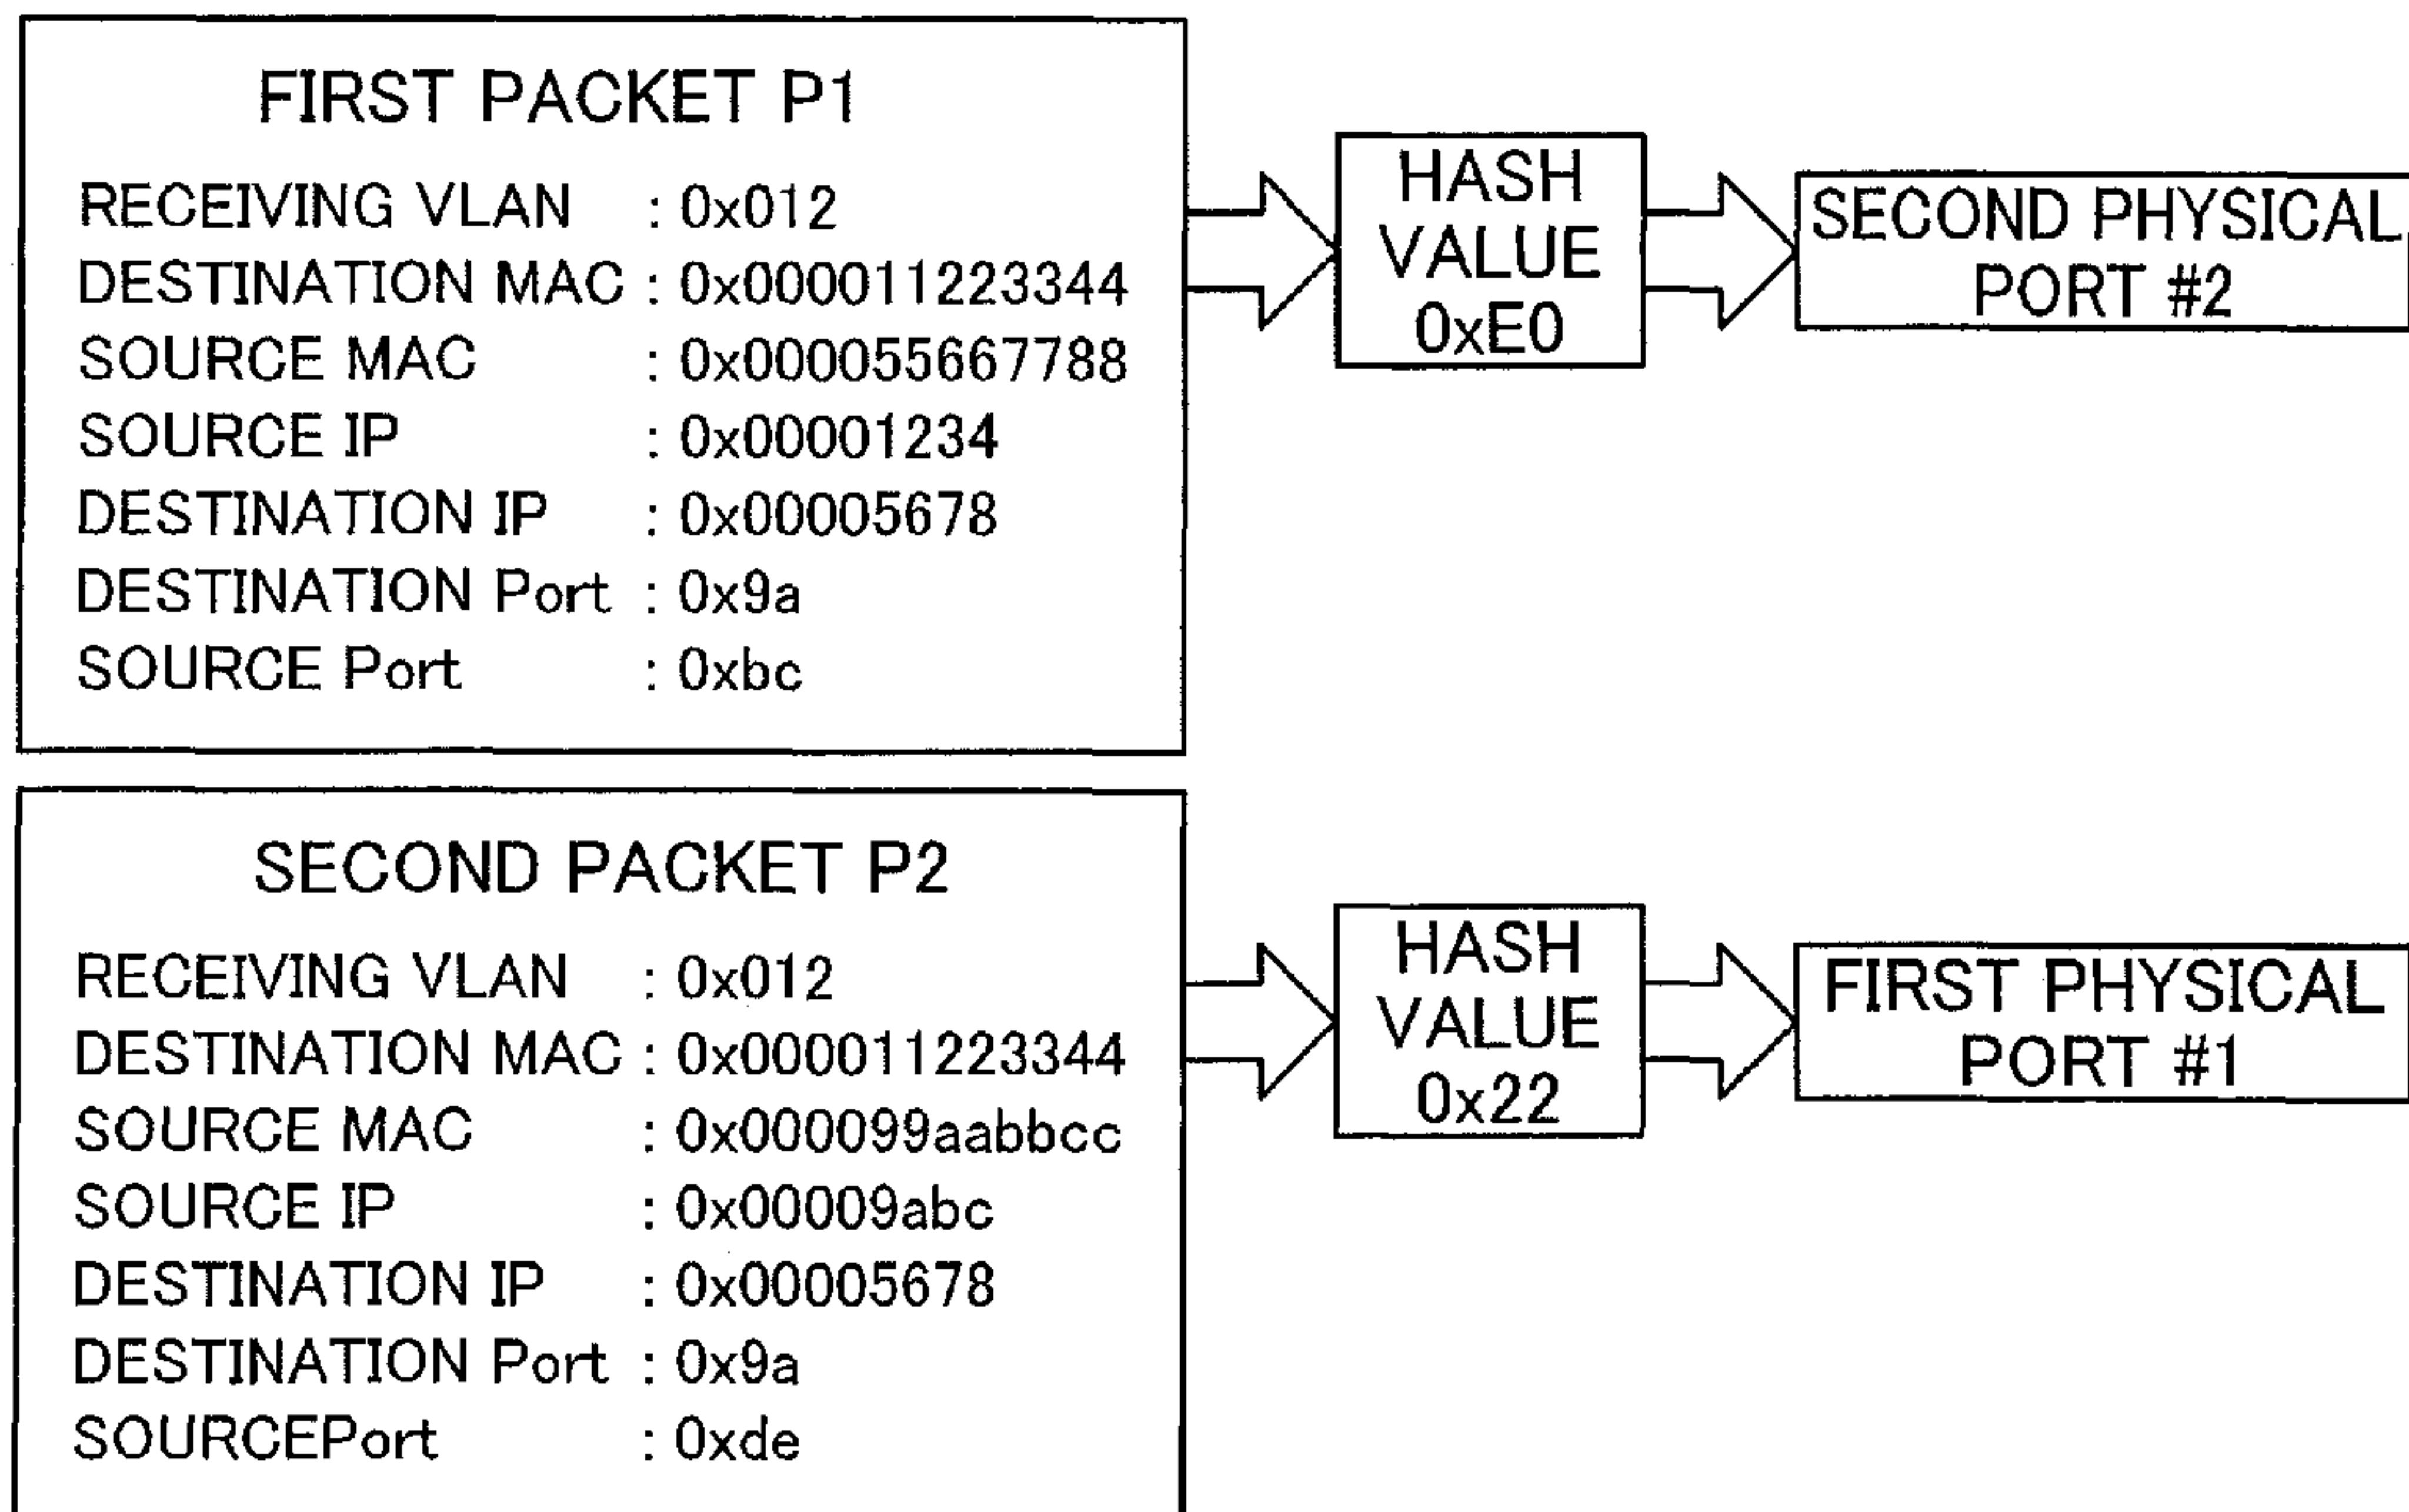 FIRST PACKET P1
RECEIVING VLAN : 0x012
DESTINATION MAC : 0x000011223344
SOURCE MAC : 0x000055667788
SOURCE IP : 0x00001234
DESTINATION IP : 0x00005678
DESTINATION Port : 0x9a
SOURCE Port : 0xbc
HASH
VALUE
0xE0
SECOND PHYSICAL
PORT #2
SECOND PACKET P2
RECEIVING VLAN : 0x012
DESTINATION MAC : 0x000011223344
SOURCE MAC : 0x000099aabbcc
SOURCE IP : 0x00009abc
DESTINATION IP : 0x00005678
DESTINATION Port : 0x9a
SOURCEPort : 0xde
HASH
VALUE
0x22
FIRST PHYSICAL
PORT #1